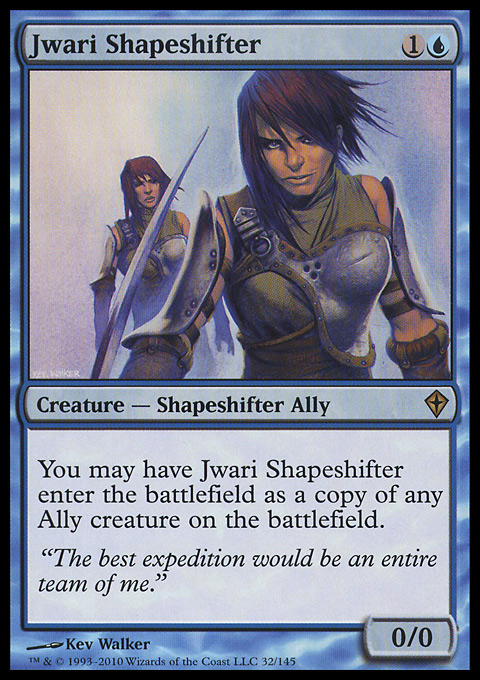 Jwari Shapeshifter 1
KEV WALKER
Creature — Shapeshifter Ally
You may have Jwari Shapeshifter
enter the battlefield as a copy of any
Ally creature on the battlefield.
“The best expedition would be an entire
team of me.”
Kev Walker
0/0
™ & © 1993–2010 Wizards of the Coast LLC 32/145